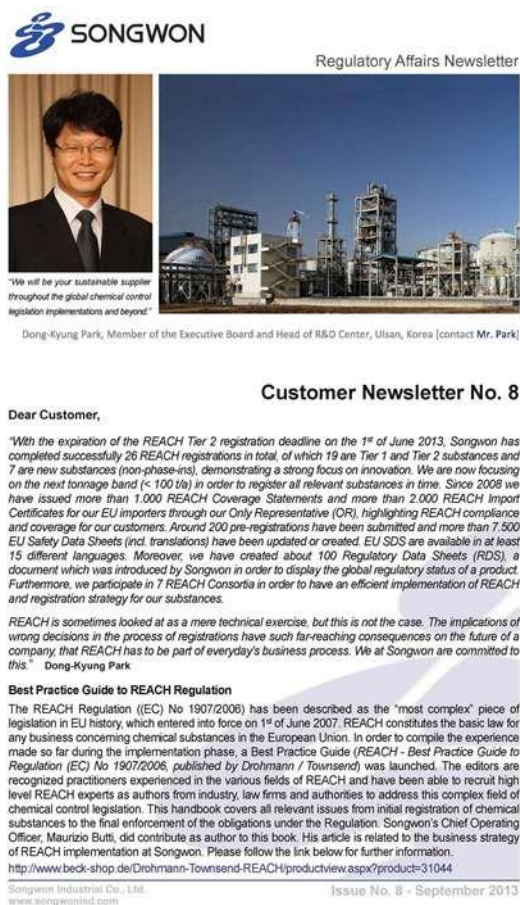 SONGWON
Regulatory Affairs Newsletter
"We will be your sustainable supplier
throughout the global chemical control
legislation implementations and beyond."
Dong-Kyung Park, Member of the Executive Board and Head of R&D Center, Ulsan, Korea [contact Mr. Park]
Customer Newsletter No. 8
Dear Customer,
"With the expiration of the REACH Tier 2 registration deadline on the 1st of June 2013, Songwon has
completed successfully 26 REACH registrations in total, of which 19 are Tier 1 and Tier 2 substances and
7 are new substances (non-phase-ins), demonstrating a strong focus on innovation. We are now focusing
on the next tonnage band (< 100 t/a) in order to register all relevant substances in time. Since 2008 we
have issued more than 1.000 REACH Coverage Statements and more than 2.000 REACH Import
Certificates for our EU importers through our Only Representative (OR), highlighting REACH compliance
and coverage for our customers. Around 200 pre-registrations have been submitted and more than 7.500
EU Safety Data Sheets (incl. translations) have been updated or created. EU SDS are available in at least
15 different languages. Moreover, we have created about 100 Regulatory Data Sheets (RDS), a
document which was introduced by Songwon in order to display the global regulatory status of a product.
Furthermore, we participate in 7 REACH Consortia in order to have an efficient implementation of REACH
and registration strategy for our substances.
REACH is sometimes looked at as a mere technical exercise, but this is not the case. The implications of
wrong decisions in the process of registrations have such far-reaching consequences on the future of a
company, that REACH has to be part of everyday's business process. We at Songwon are committed to
this." Dong-Kyung Park
Best Practice Guide to REACH Regulation
The REACH Regulation ((EC) No 1907/2006) has been described as the "most complex" piece of
legislation in EU history, which entered into force on 1st of June 2007. REACH constitutes the basic law for
any business concerning chemical substances in the European Union. In order to compile the experience
made so far during the implementation phase, a Best Practice Guide (REACH - Best Practice Guide to
Regulation (EC) No 1907/2006, published by Drohmann / Townsend) was launched. The editors are
recognized practitioners experienced in the various fields of REACH and have been able to recruit high
level REACH experts as authors from industry, law firms and authorities to address this complex field of
chemical control legislation. This handbook covers all relevant issues from initial registration of chemical
substances to the final enforcement of the obligations under the Regulation. Songwon's Chief Operating
Officer, Maurizio Butti, did contribute as author to this book. His article is related to the business strategy
of REACH implementation at Songwon. Please follow the link below for further information.
http://www.beck-shop.de/Drohmann-Townsend-REACH/productview.aspx?product=31044
Songwon Industrial Co., Ltd.
www.songwonind.com
Issue No. 8 - September 2013